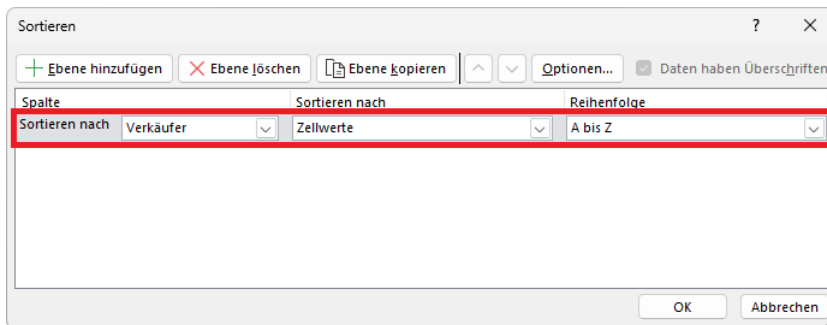 Sortieren
Ebene hinzufügen Ebene löschen Ebene kopieren Optionen... Daten haben Überschriften
Spalte Sortieren nach Reihenfolge
Sortieren nach Verkäufer Zellwerte A bis Z
OK Abbrechen